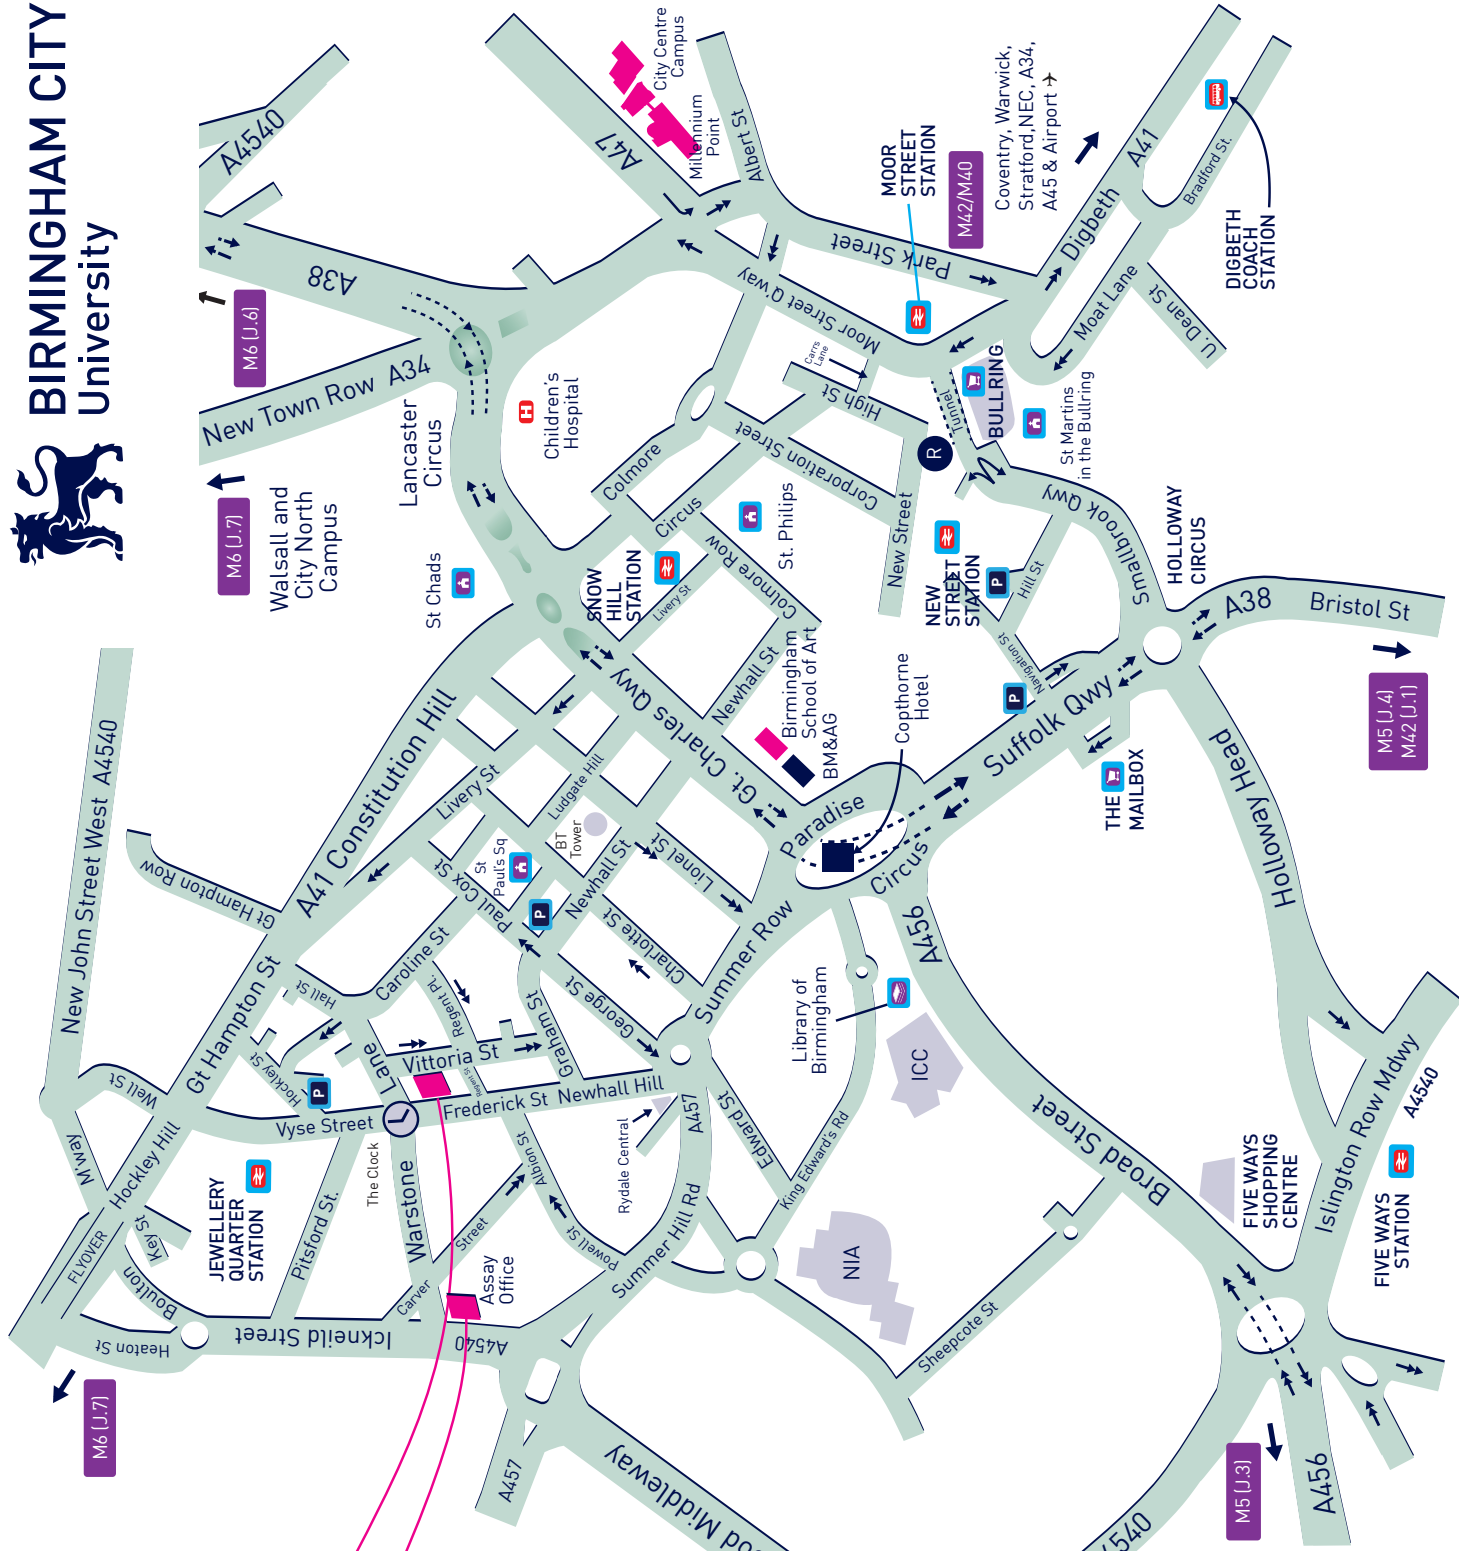 BIRMINGHAM CITY
University
A4540
A38
M6 (J.6)
New Town Row A34
M6 (J.7)
Walsall and
City North
Campus
Lancaster
Circus
St Chads
Children's
Hospital
A47
City Centre
Campus
Millennium
Point
Albert St
MOOR
STREET
STATION
M42/M40
Coventry, Warwick,
Stratford,NEC, A34,
A45 & Airport
A41
Digbeth
Bradford St.
DIGBETH
COACH
STATION
Park Street
Moor Street Q'way
Moat Lane
U. Dean St
Carrs
Lane
High St
Tunnel
BULLRING
St Martins
in the Bullring
R
Colmore
Circus
Corporation Street
New Street
St. Philips
Colmore Row
SNOW
HILL
STATION
Livery St
NEW
STREET
STATION
P
Hill St
Navigation St
P
Smallbrook Qwy
HOLLOWAY
CIRCUS
A38
Bristol St
M5 (J.4)
M42 (J.1)
Suffolk Qwy
THE
MAILBOX
Holloway Head
Newhall St
Birmingham
School of Art
BM&AG
Copthorne
Hotel
Gt. Charles Qwy
Paradise
Circus
A41 Constitution Hill
Livery St
Ludgate Hill
BT
Tower
St
Paul's Sq
P
Newhall St
Lionel St
Charlotte St
Paul Cox St
Caroline St
George St
Summer Row
New John Street West A4540
Gt Hampton Row
Gt Hampton St
Hall St
Regent Pl.
Vittoria St
Graham St
Regent St
Hockley St
P
Well St
M'way
Hockley Hill
FLYOVER
Key St
Boulton
Heaton St
M6 (J.7)
Vyse Street
Lane
Warstone
The Clock
Frederick St
Newhall Hill
JEWELLERY
QUARTER
STATION
Pitsford St.
Ickneild Street
Carver
Street
Albion St
Powell St
Assay
Office
A4540
Rydale Central
A457
Summer Hill Rd
Edward St
King Edward's Rd
Library of
Birmingham
ICC
NIA
A456
Broad Street
Sheepcote St
FIVE WAYS
SHOPPING
CENTRE
Islington Row Mdwy
A4540
FIVE WAYS
STATION
A457
od Middleway
4540
M5 (J.3)
A456